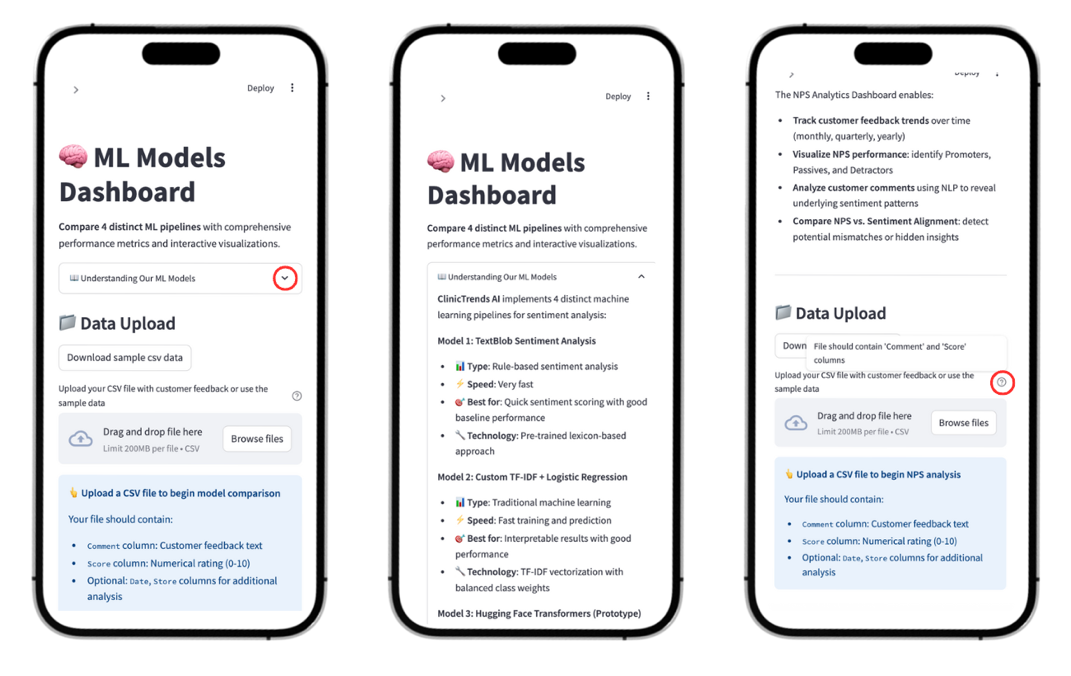 Deploy
🧠 ML Models
Dashboard
Compare 4 distinct ML pipelines with comprehensive
performance metrics and interactive visualizations.
📖 Understanding Our ML Models
📁 Data Upload
Download sample csv data
Upload your CSV file with customer feedback or use the
sample data
Drag and drop file here
Limit 200MB per file • CSV
Browse files
👆 Upload a CSV file to begin model comparison
Your file should contain:
• Comment column: Customer feedback text
• Score column: Numerical rating (0-10)
• Optional: Date, Store columns for additional
analysis
Deploy
🧠 ML Models
Dashboard
Compare 4 distinct ML pipelines with comprehensive
performance metrics and interactive visualizations.
📖 Understanding Our ML Models
ClinicTrends AI implements 4 distinct machine
learning pipelines for sentiment analysis:
Model 1: TextBlob Sentiment Analysis
• 📊 Type: Rule-based sentiment analysis
• ⚡ Speed: Very fast
• 🎯 Best for: Quick sentiment scoring with good
baseline performance
• 🔧 Technology: Pre-trained lexicon-based
approach
Model 2: Custom TF-IDF + Logistic Regression
• 📊 Type: Traditional machine learning
• ⚡ Speed: Fast training and prediction
• 🎯 Best for: Interpretable results with good
performance
• 🔧 Technology: TF-IDF vectorization with
balanced class weights
Model 3: Hugging Face Transformers (Prototype)
Deploy
The NPS Analytics Dashboard enables:
• Track customer feedback trends over time
(monthly, quarterly, yearly)
• Visualize NPS performance: identify Promoters,
Passives, and Detractors
• Analyze customer comments using NLP to reveal
underlying sentiment patterns
• Compare NPS vs. Sentiment Alignment: detect
potential mismatches or hidden insights
📁 Data Upload
Down
File should contain 'Comment' and 'Score'
columns
Upload your CSV file with customer feedback or use the
sample data
Drag and drop file here
Limit 200MB per file • CSV
Browse files
👆 Upload a CSV file to begin NPS analysis
Your file should contain:
• Comment column: Customer feedback text
• Score column: Numerical rating (0-10)
• Optional: Date, Store columns for additional
analysis